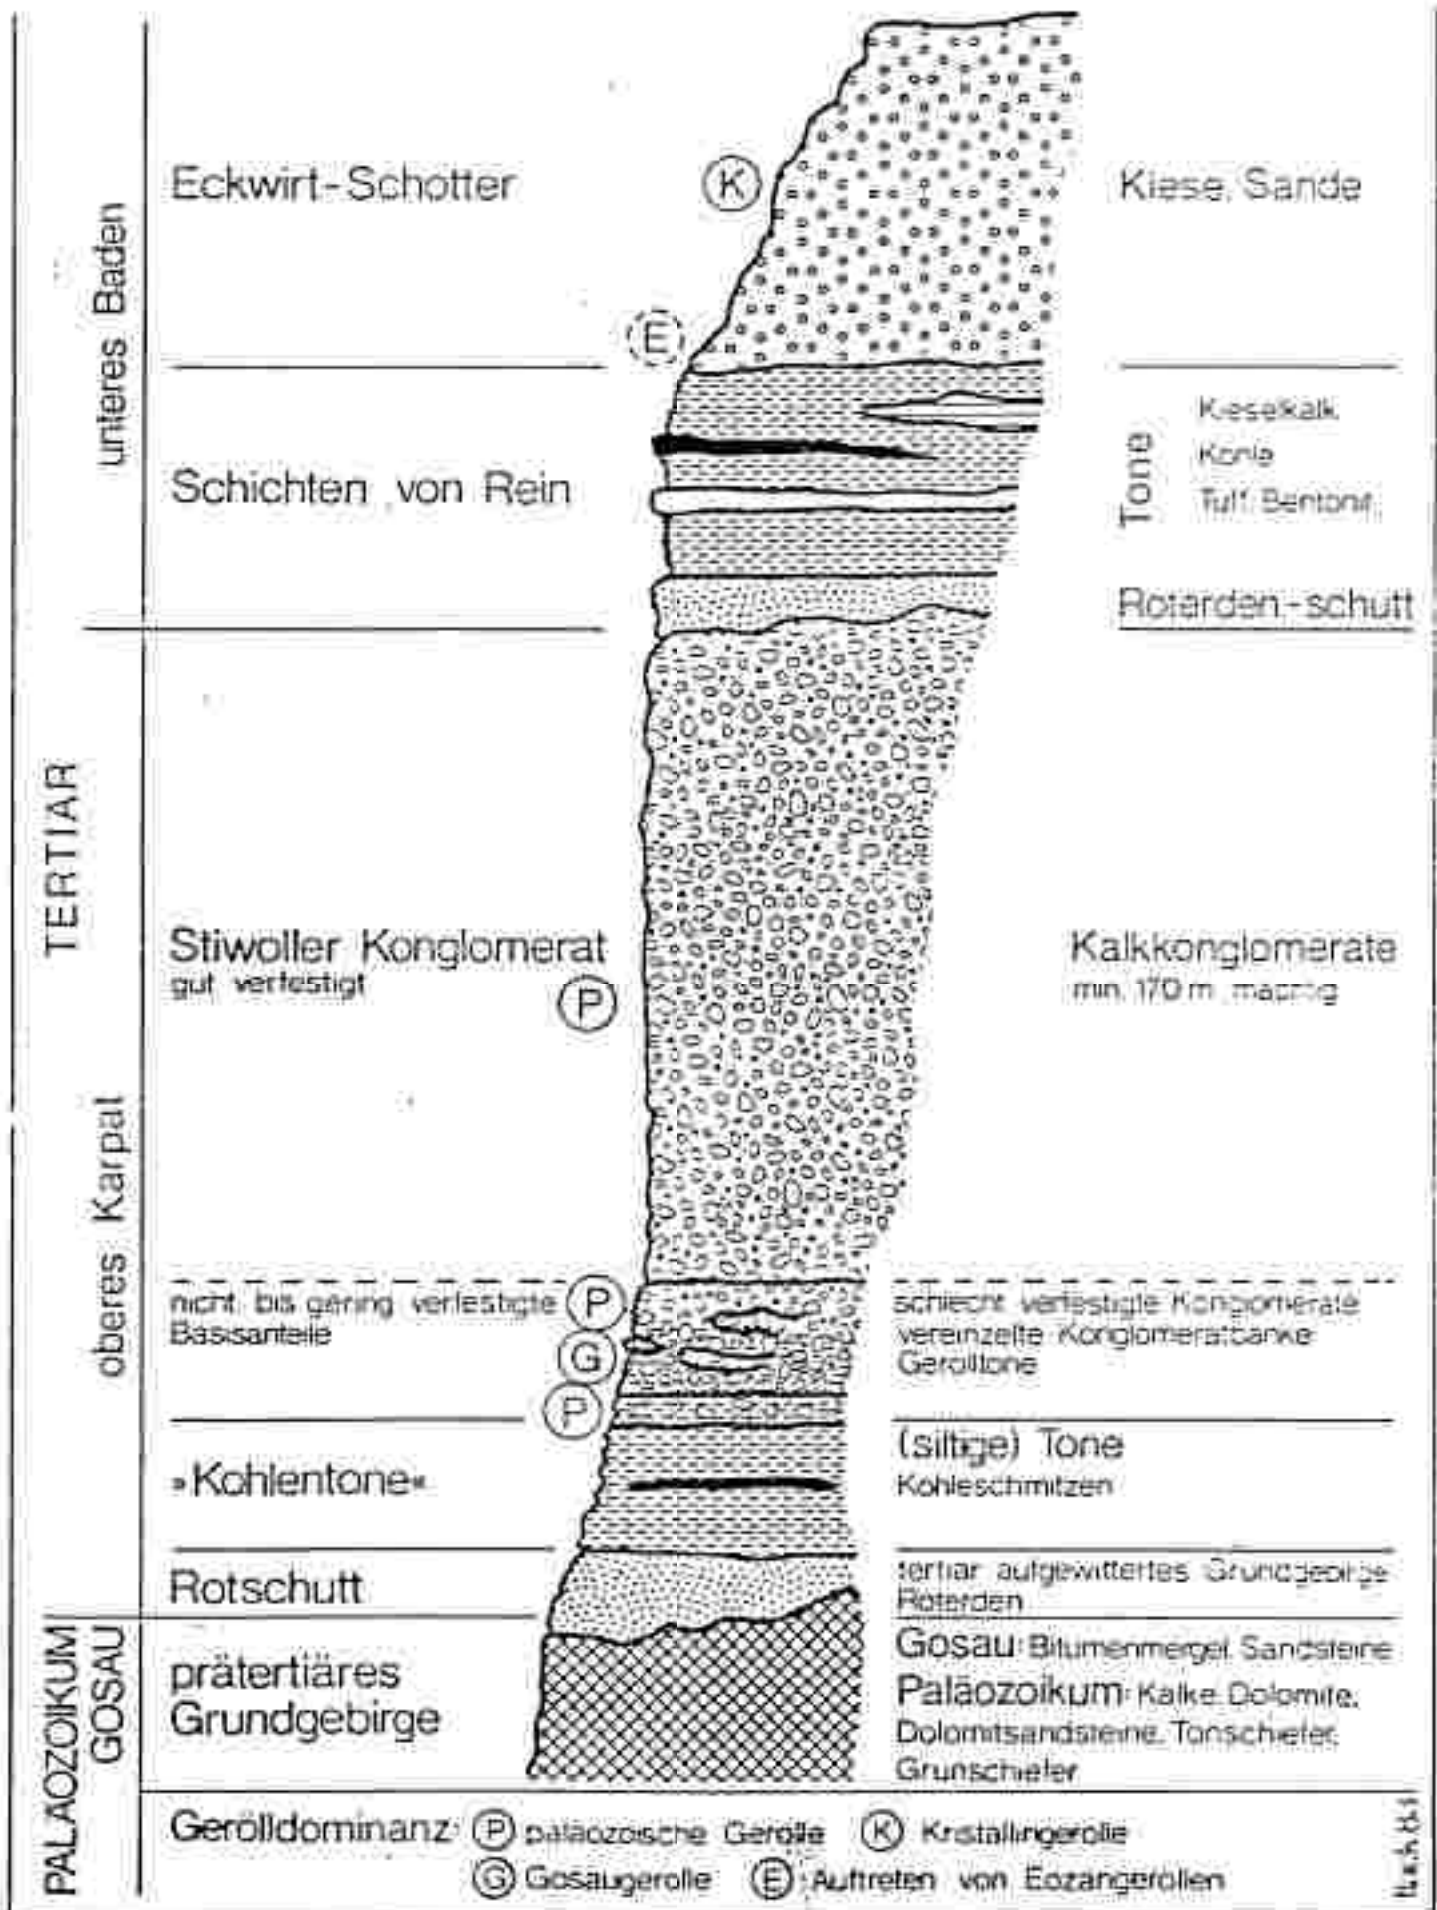 Eckwirt-Schotter
K
Kiese, Sande
unteres Baden
E
Schichten von Rein
Tone
Kieselkalk
Kohle
Tuff, Bentonit
Roterden,-schutt
TERTIAR
Stiwoller Konglomerat
gut verfestigt
P
Kalkkonglomerate
min. 170 m mächtig
oberes Karpat
nicht bis gering verfestigte
Basisanteile
P
G
P
schlecht verfestigte Konglomerate
vereinzelte Konglomeratbänke
Gerölltone
»Kohlentone«
(siltige) Tone
Kohleschmitzen
Rotschutt
tertiär aufgewittertes Grundgebirge
Roterden
PALÄOZOIKUM
GOSAU
prätertiäres
Grundgebirge
Gosau: Bitumenmergel, Sandsteine
Paläozoikum: Kalke, Dolomite,
Dolomitsandsteine, Tonschiefer,
Grünschiefer
Gerölldominanz: P paläozoische Gerölle K Kristallingerölle
G Gosaugerölle E Auftreten von Eozängeröllen